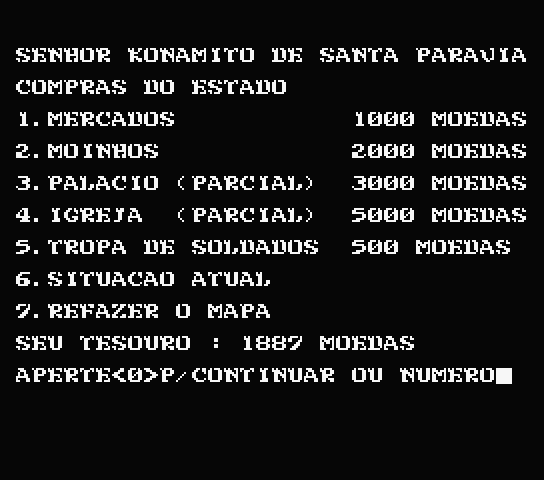 SENHOR KONAMITO DE SANTA PARAVIA
COMPRAS DO ESTADO
1.MERCADOS 1000 MOEDAS
2.MOINHOS 2000 MOEDAS
3.PALACIO (PARCIAL) 3000 MOEDAS
4.IGREJA (PARCIAL) 5000 MOEDAS
5.TROPA DE SOLDADOS 500 MOEDAS
6.SITUACAO ATUAL
7.REFAZER O MAPA
SEU TESOURO : 1887 MOEDAS
APERTE<0>P/CONTINUAR OU NUMERO